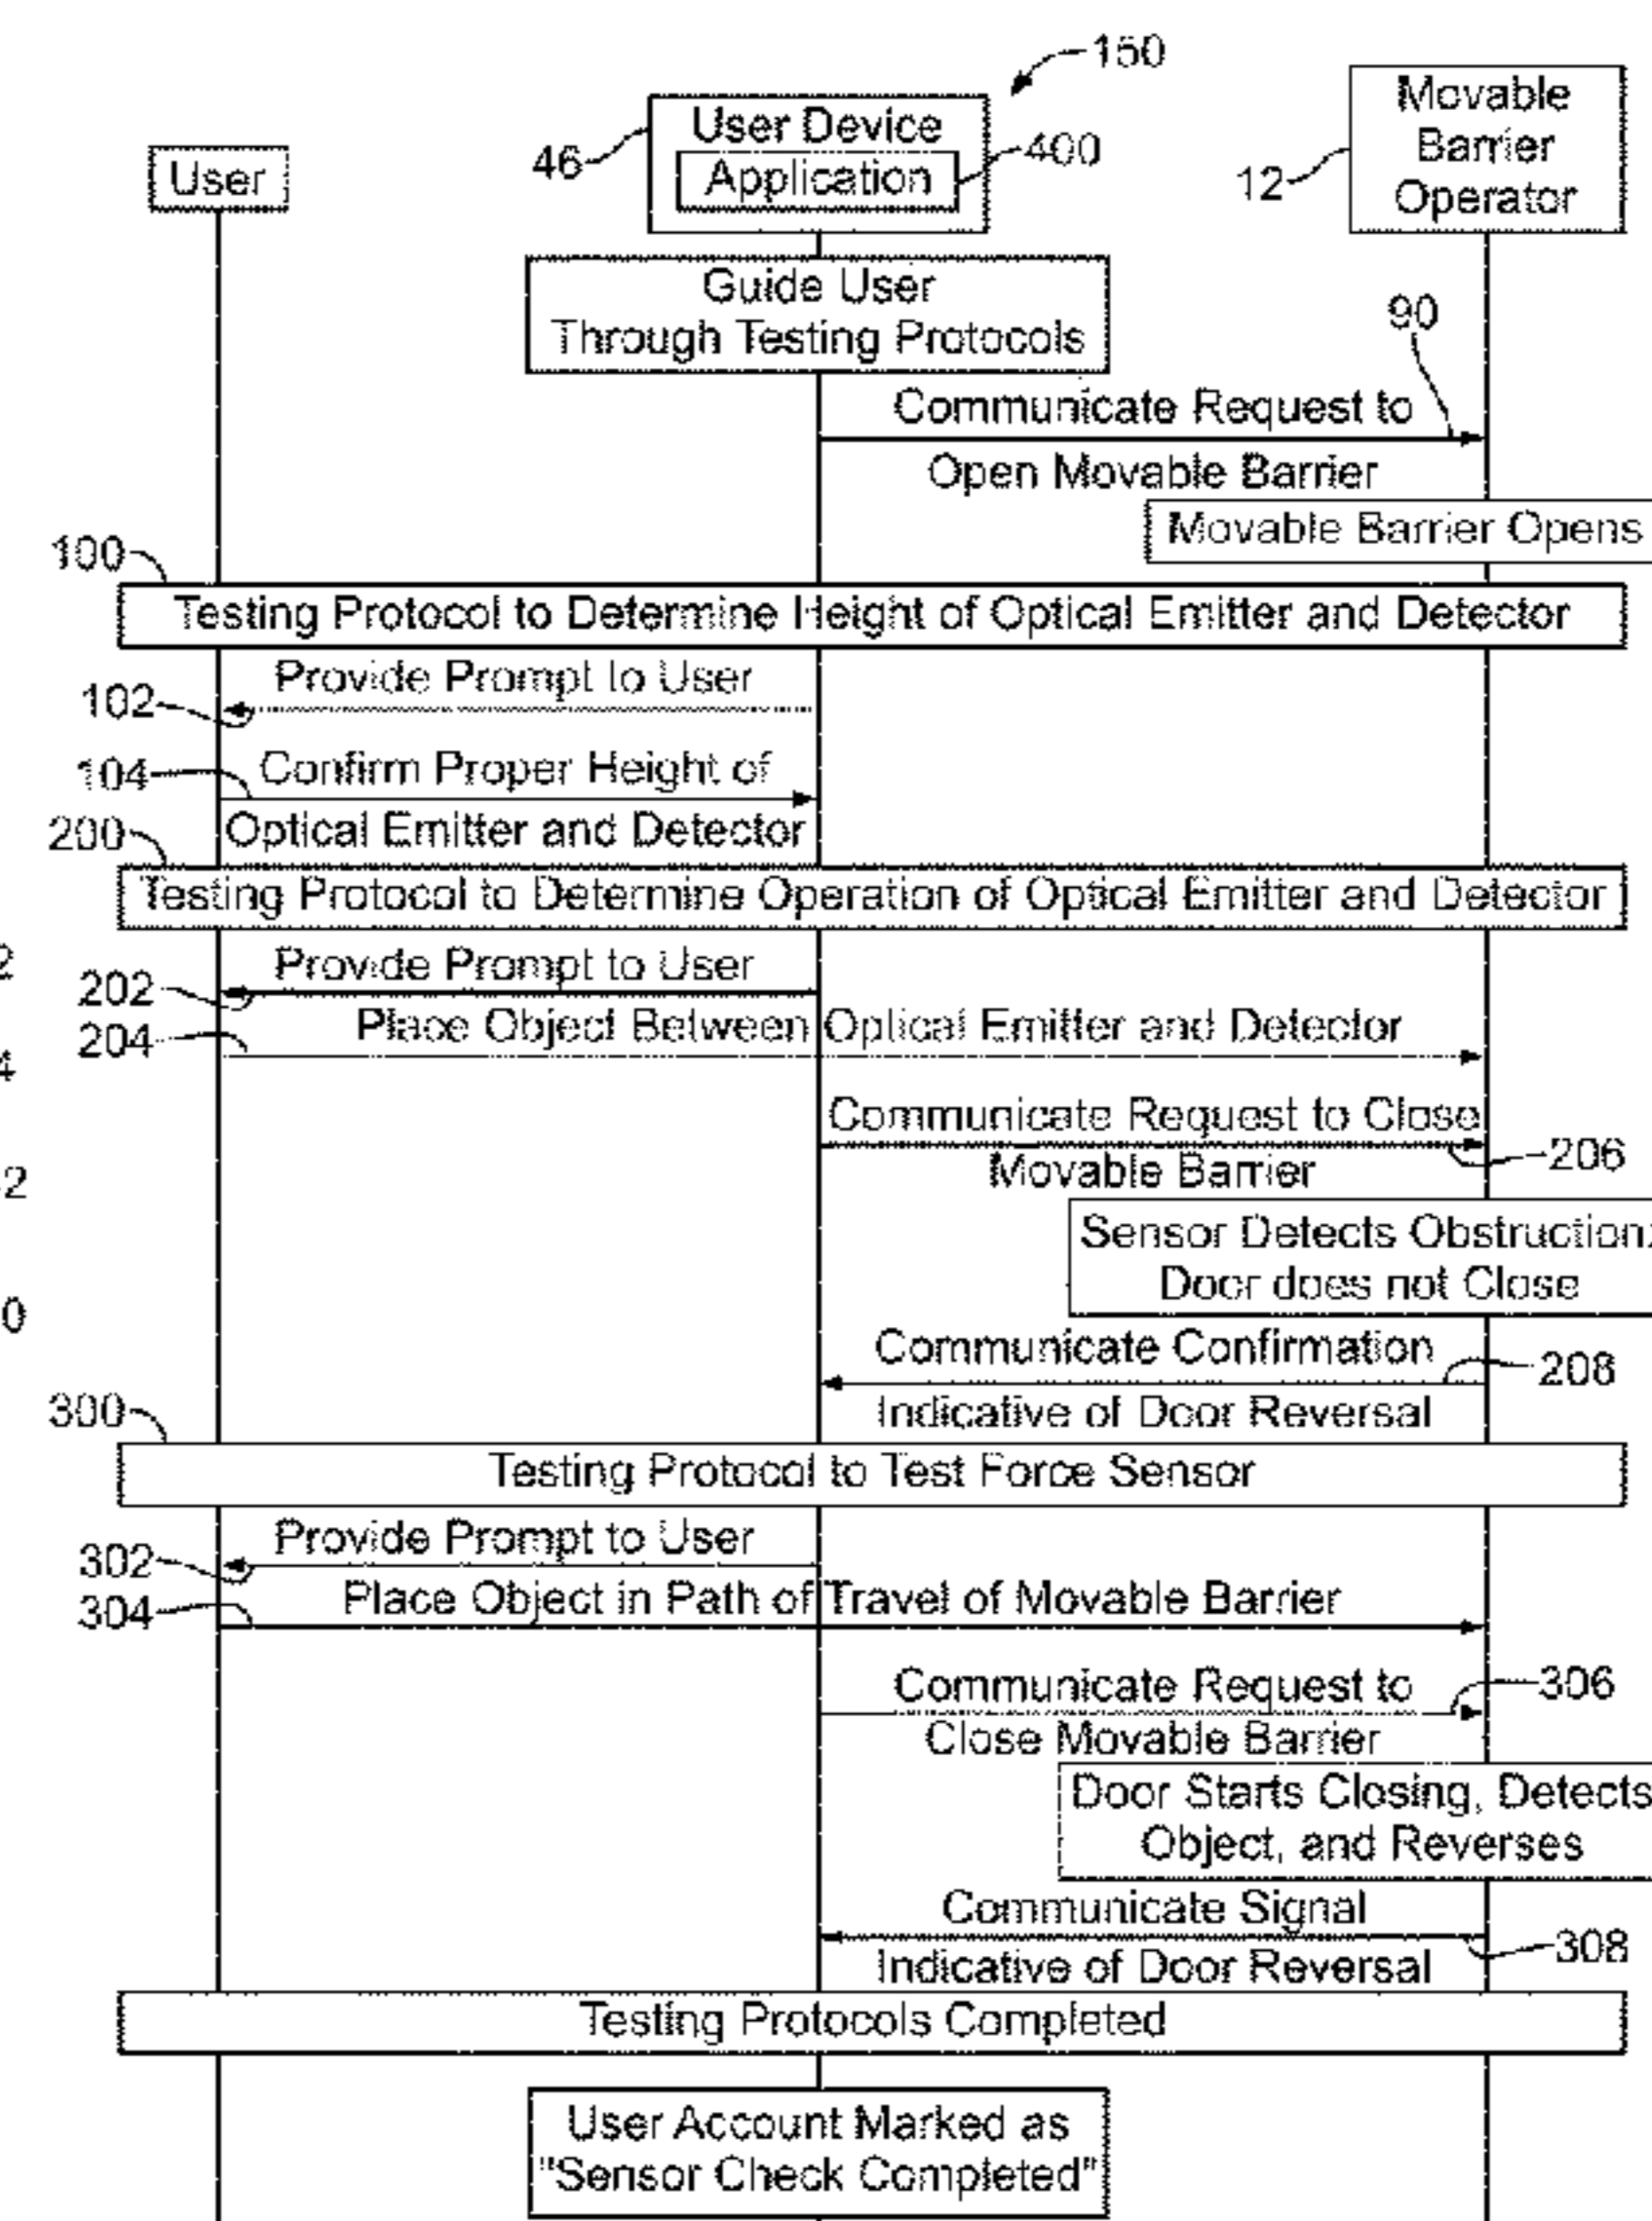 150
User Device
Application
46
400
User
Movable
Barrier
Operator
12
Guide User
Through Testing Protocols
90
Communicate Request to
Open Movable Barrier
Movable Barrier Opens
100
Testing Protocol to Determine Height of Optical Emitter and Detector
Provide Prompt to User
102
Confirm Proper Height of
104
Optical Emitter and Detector
200
Testing Protocol to Determine Operation of Optical Emitter and Detector
2
Provide Prompt to User
202
Place Object Between Optical Emitter and Detector
204
4
Communicate Request to Close
206
Movable Barrier
2
Sensor Detects Obstruction:
Door does not Close
0
Communicate Confirmation
208
Indicative of Door Reversal
300
Testing Protocol to Test Force Sensor
Provide Prompt to User
302
Place Object in Path of Travel of Movable Barrier
304
Communicate Request to
306
Close Movable Barrier
Door Starts Closing, Detects
Object, and Reverses
Communicate Signal
308
Indicative of Door Reversal
Testing Protocols Completed
User Account Marked as
"Sensor Check Completed"